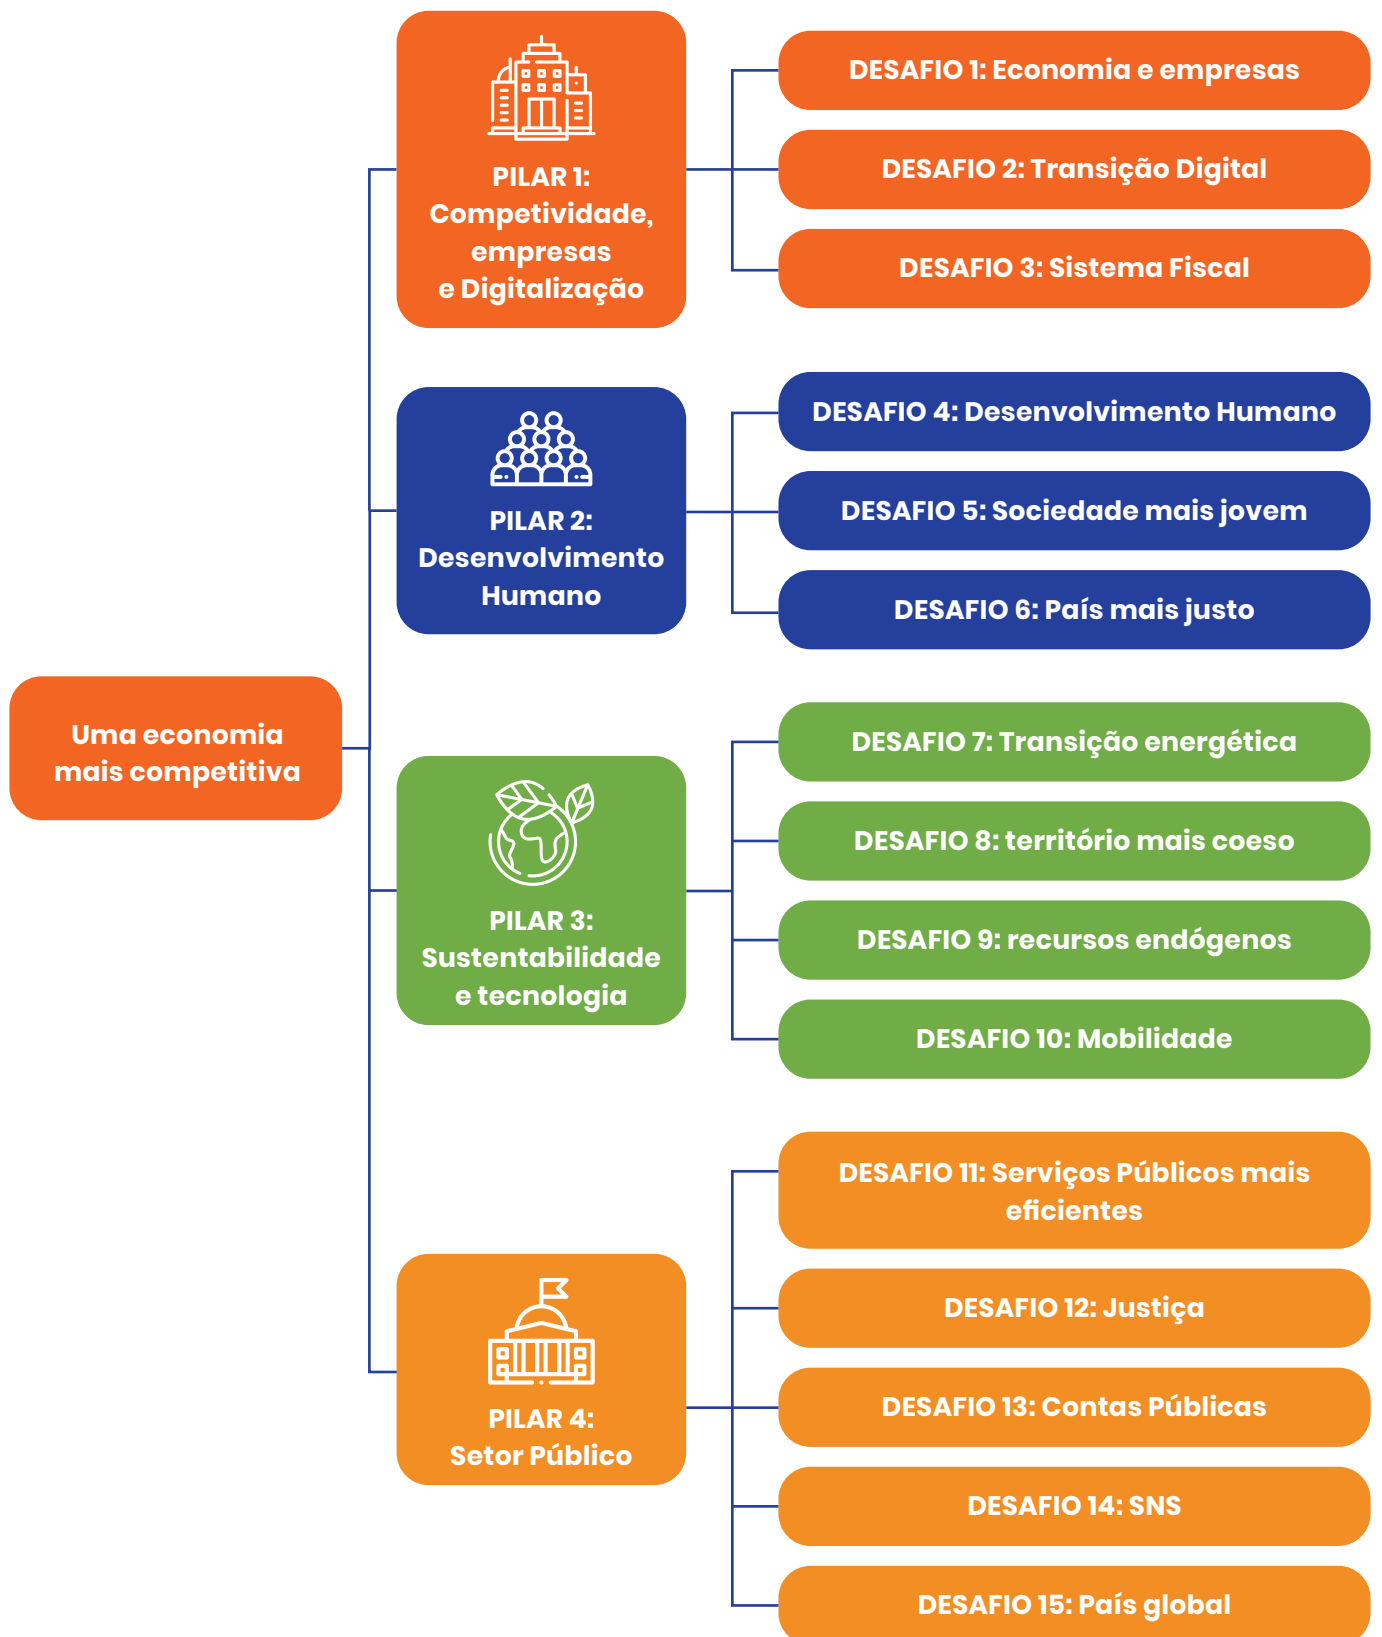 Uma economia
mais competitiva
PILAR 1:
Competividade,
empresas
e Digitalização
DESAFIO 1: Economia e empresas
DESAFIO 2: Transição Digital
DESAFIO 3: Sistema Fiscal
PILAR 2:
Desenvolvimento
Humano
DESAFIO 4: Desenvolvimento Humano
DESAFIO 5: Sociedade mais jovem
DESAFIO 6: País mais justo
PILAR 3:
Sustentabilidade
e tecnologia
DESAFIO 7: Transição energética
DESAFIO 8: território mais coeso
DESAFIO 9: recursos endógenos
DESAFIO 10: Mobilidade
PILAR 4:
Setor Público
DESAFIO 11: Serviços Públicos mais
eficientes
DESAFIO 12: Justiça
DESAFIO 13: Contas Públicas
DESAFIO 14: SNS
DESAFIO 15: País global